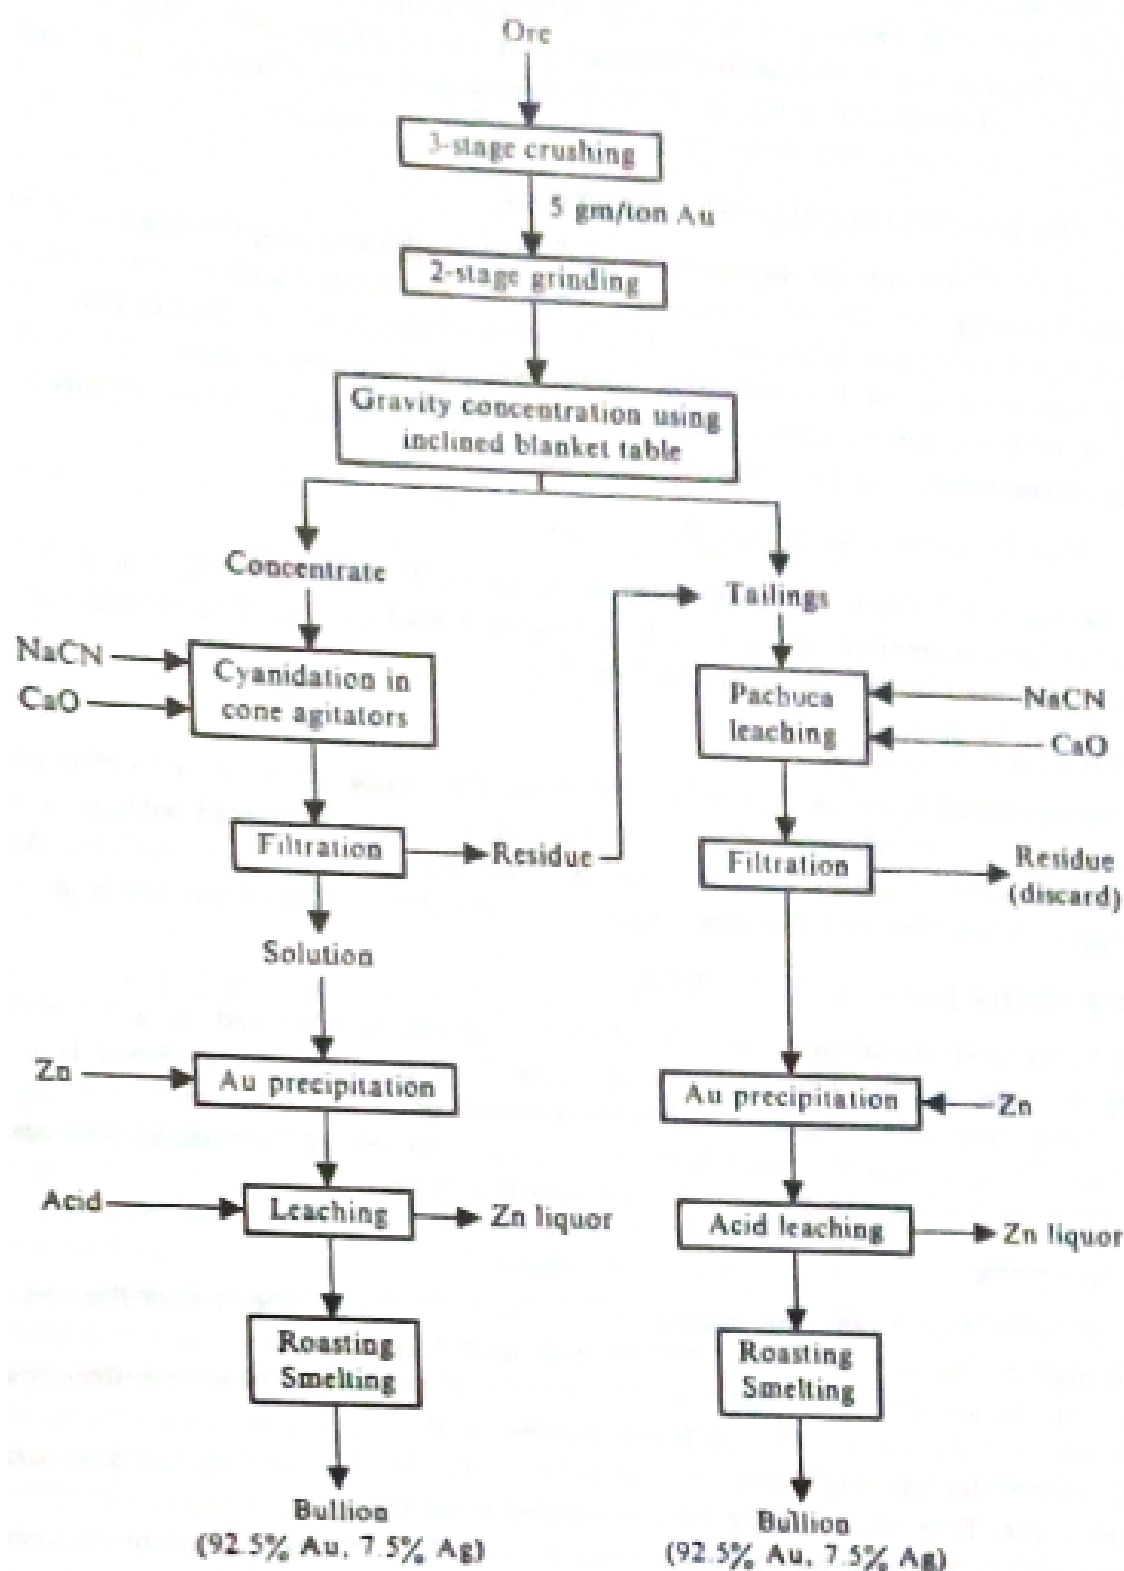 Ore
3-stage crushing
5 gm/ton Au
2-stage grinding
Gravity concentration using
inclined blanket table
Concentrate
Tailings
NaCN
CaO
Cyanidation in
cone agitators
Pachuca
leaching
NaCN
CaO
Filtration
Residue
Filtration
Residue
(discard)
Solution
Zn
Au precipitation
Au precipitation
Zn
Acid
Leaching
Zn liquor
Acid leaching
Zn liquor
Roasting
Smelting
Roasting
Smelting
Bullion
(92.5% Au, 7.5% Ag)
Bullion
(92.5% Au, 7.5% Ag)